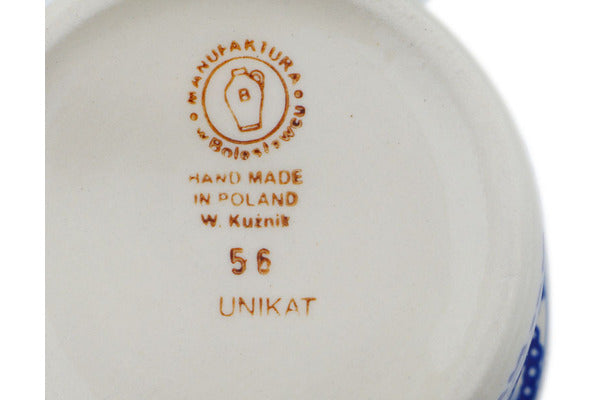 MANUFAKTURA
B
w Bolesławcu
HAND MADE
IN POLAND
W. Kuźnik
56
UNIKAT